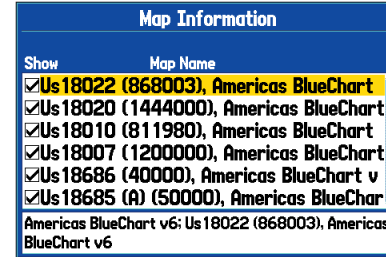 Map Information
Show Map Name
Us18022 (868003), Americas BlueChart
Us18020 (1444000), Americas BlueChart
Us18010 (811980), Americas BlueChart
Us18007 (1200000), Americas BlueChart
Us18686 (40000), Americas BlueChart v
Us18685 (A) (50000), Americas BlueChar
Americas BlueChart v6; Us18022 (868003), Americas
BlueChart v6